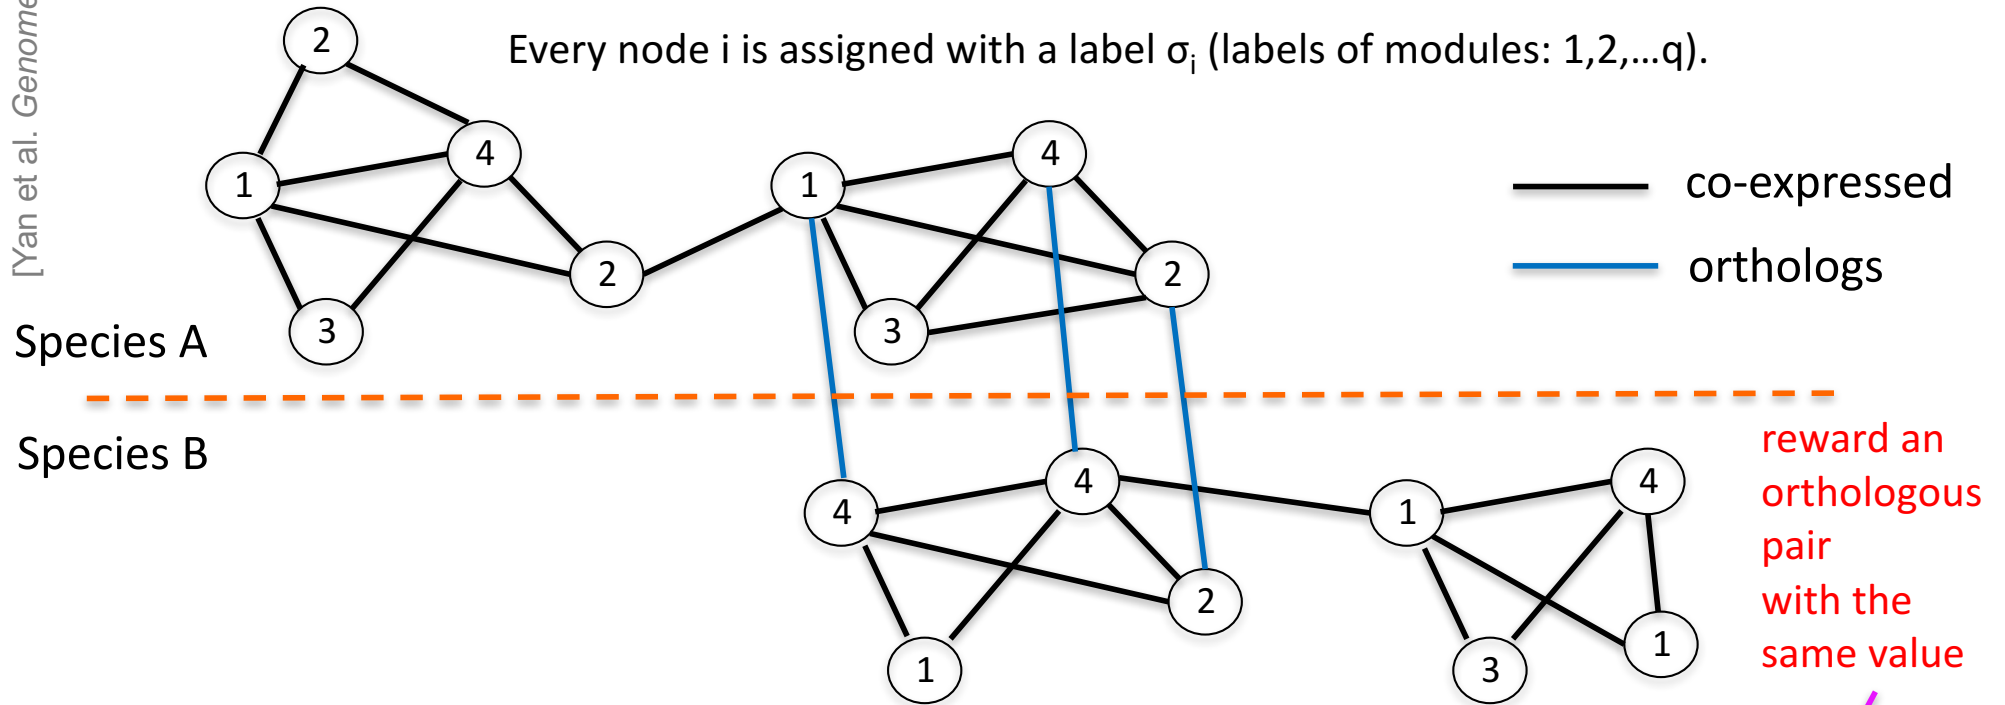 [Yan et al. Genome
Every node i is assigned with a label σi (labels of modules: 1,2,…q).
2
4
1
2
3
1
4
2
3
co-expressed
orthologs
Species A
Species B
4
4
2
1
1
4
3
1
reward an
orthologous
pair
with the
same value